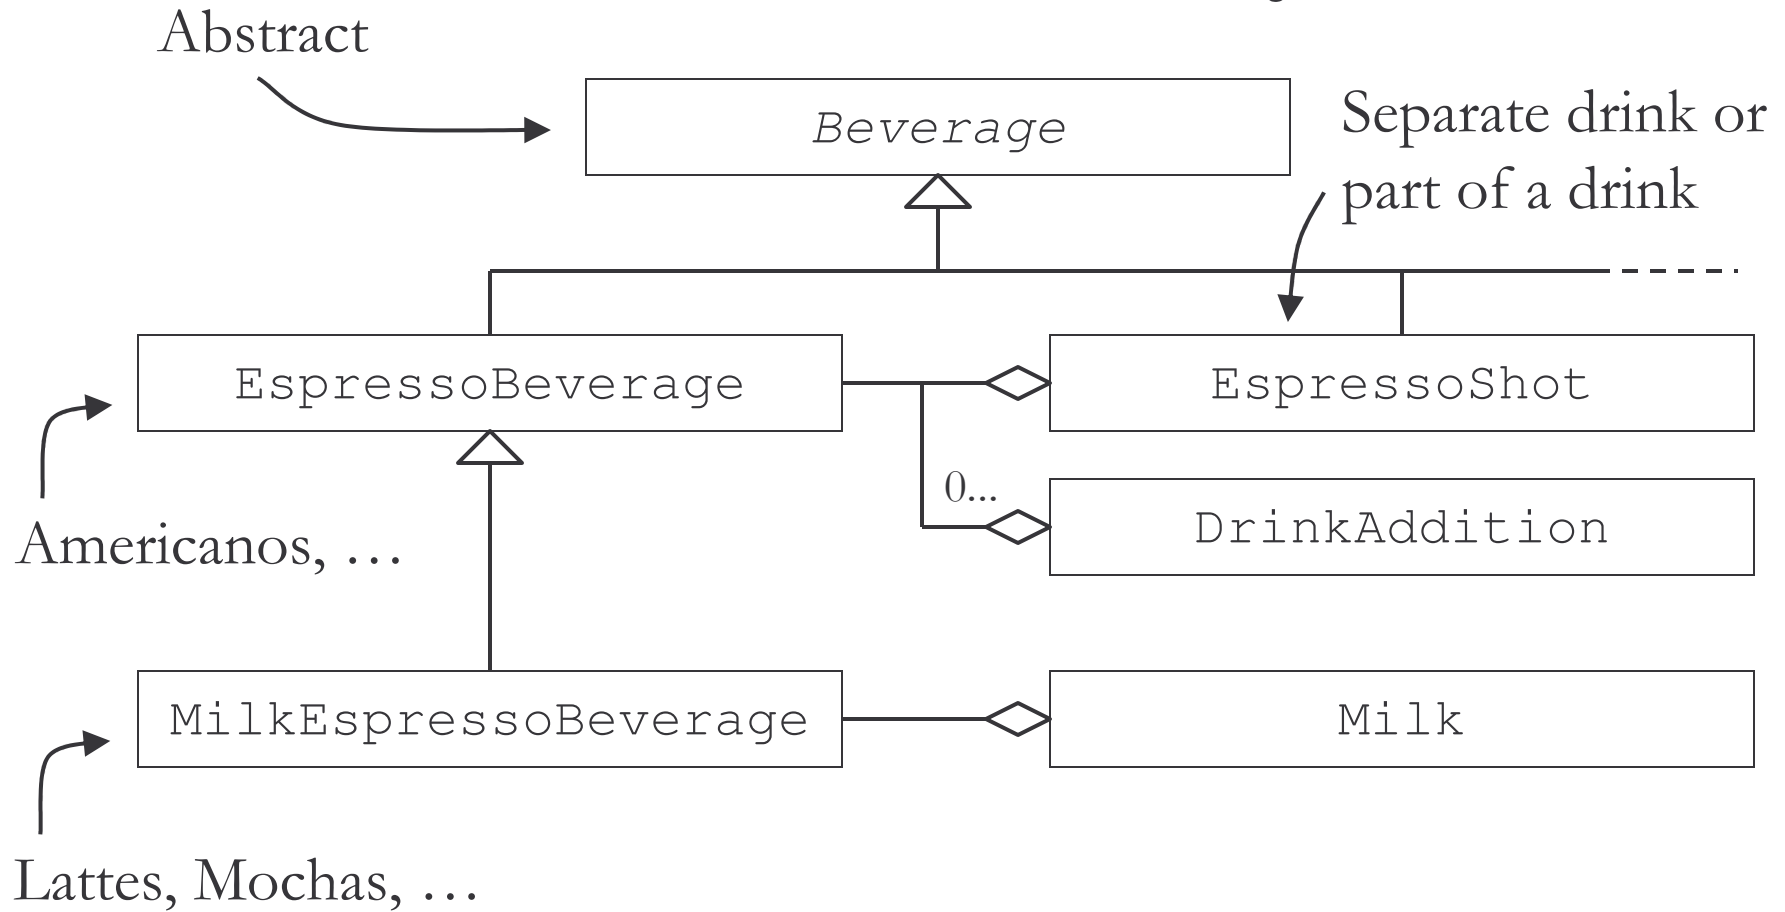 Abstract
Beverage
Separate drink or
part of a drink
EspressoBeverage
EspressoShot
0...
DrinkAddition
Americanos, …
MilkEspressoBeverage
Milk
Lattes, Mochas, …